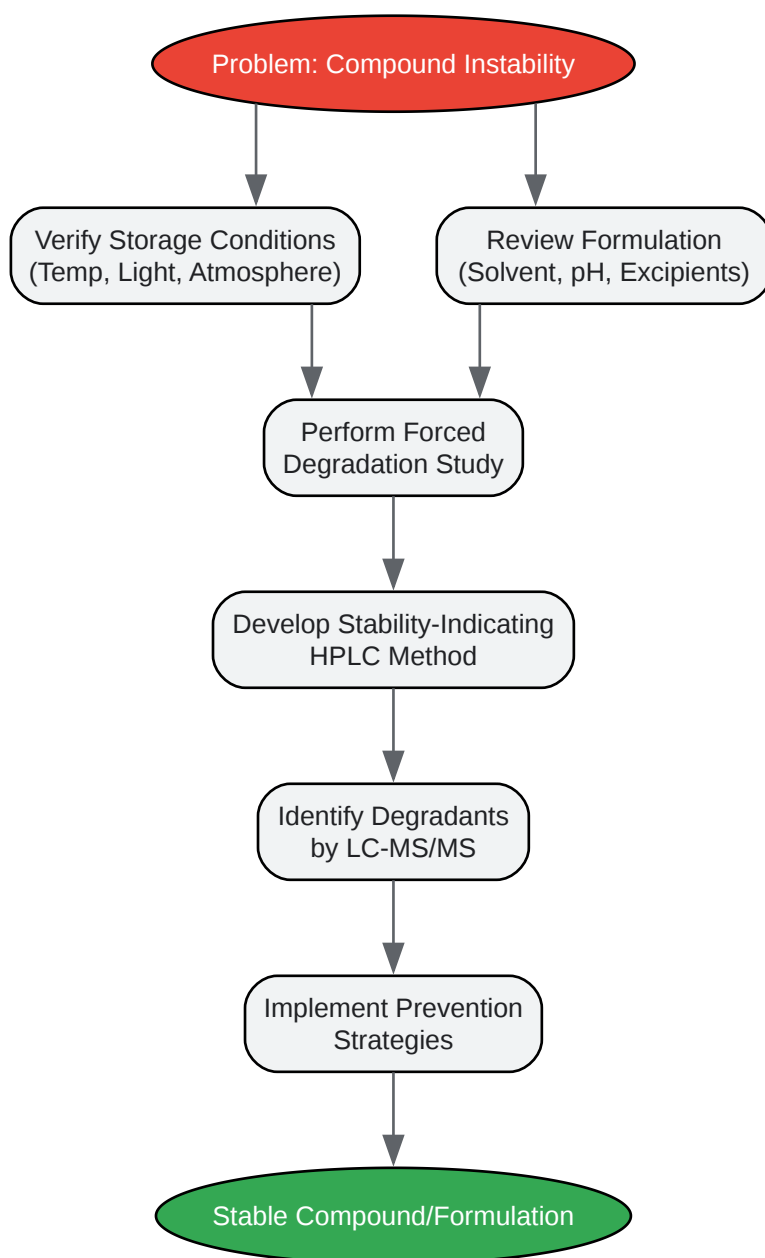 Problem: Compound Instability
Verify Storage Conditions
(Temp, Light, Atmosphere)
Review Formulation
(Solvent, pH, Excipients)
Perform Forced
Degradation Study
Develop Stability-Indicating
HPLC Method
Identify Degradants
by LC-MS/MS
Implement Prevention
Strategies
Stable Compound/Formulation